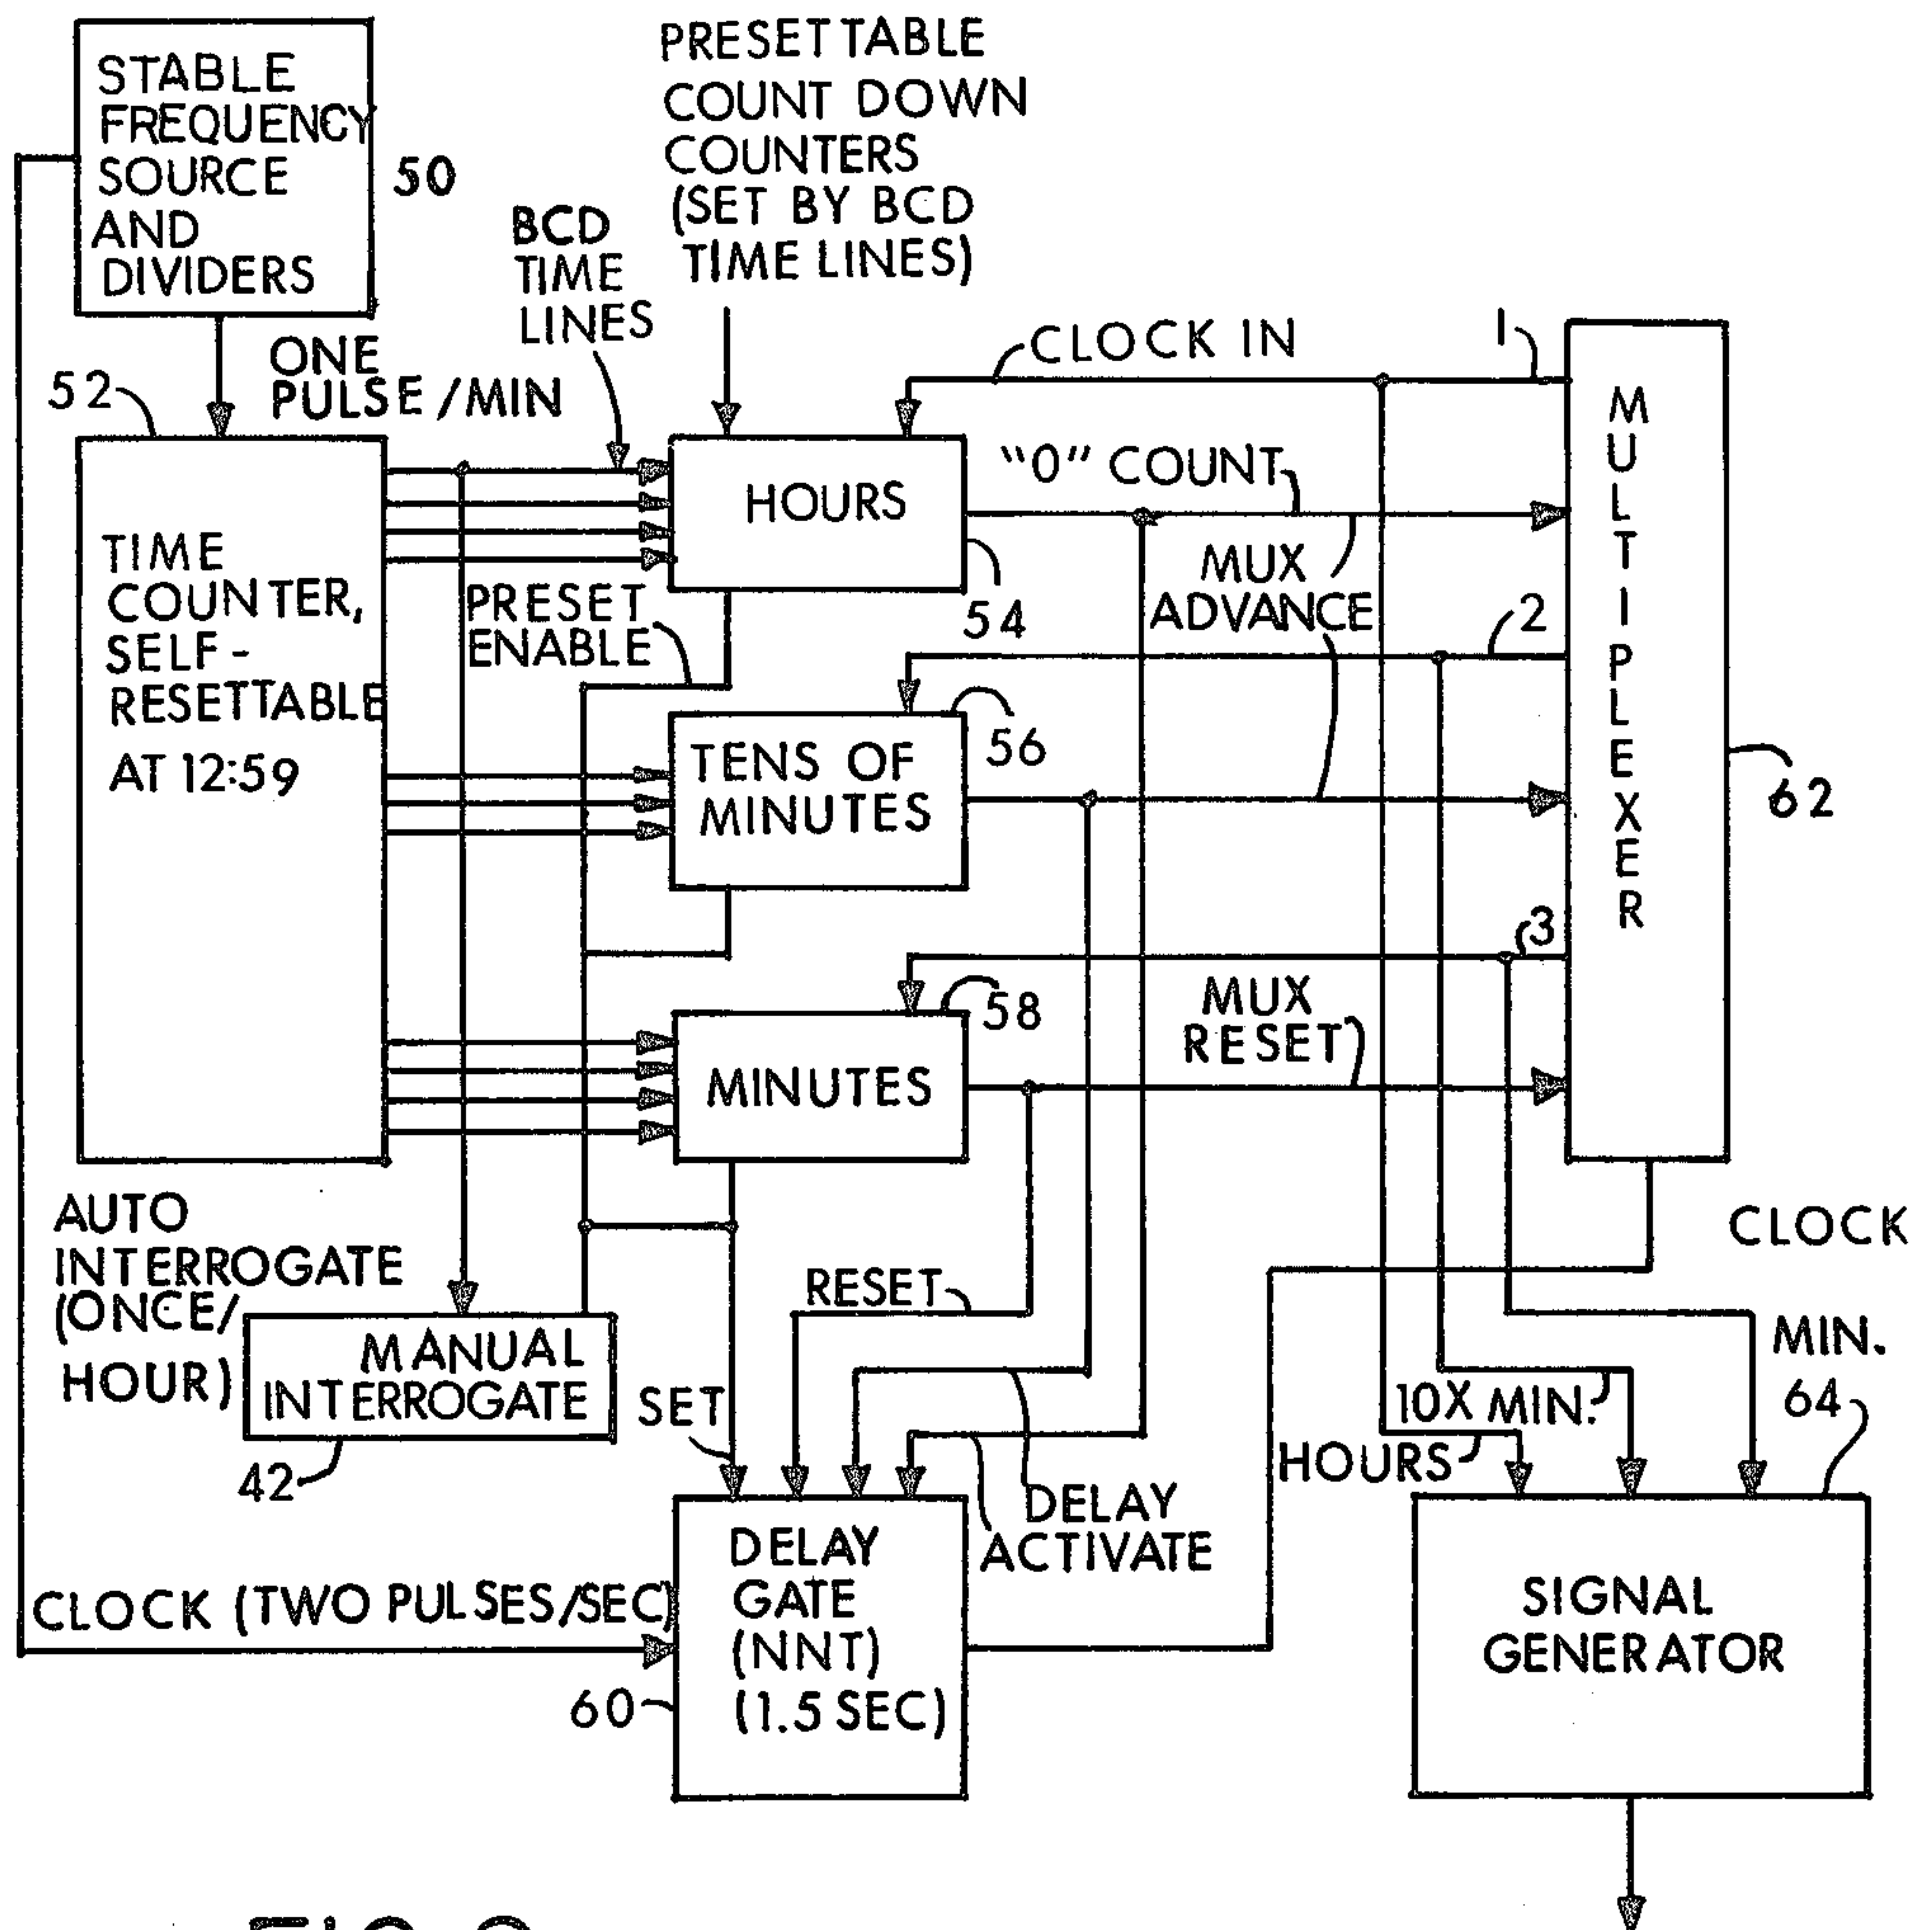 STABLE
FREQUENCY
SOURCE
AND
DIVIDERS
50
PRESETTABLE
COUNT DOWN
COUNTERS
(SET BY BCD
TIME LINES)
BCD
TIME
LINES
ONE
PULSE/MIN
52
CLOCK IN
1
MULTIPLEXER
"0" COUNT
HOURS
54
MUX
ADVANCE
TIME
COUNTER,
SELF-
RESETTABLE
AT 12:59
PRESET
ENABLE
2
56
TENS OF
MINUTES
62
3
58
MUX
RESET
MINUTES
AUTO
INTERROGATE
(ONCE/
HOUR)
CLOCK
RESET
MANUAL
INTERROGATE
42
SET
MIN.
10X MIN.
64
HOURS
DELAY
ACTIVATE
CLOCK (TWO PULSES/SEC)
DELAY
GATE
(NNT)
(1.5 SEC)
60
SIGNAL
GENERATOR